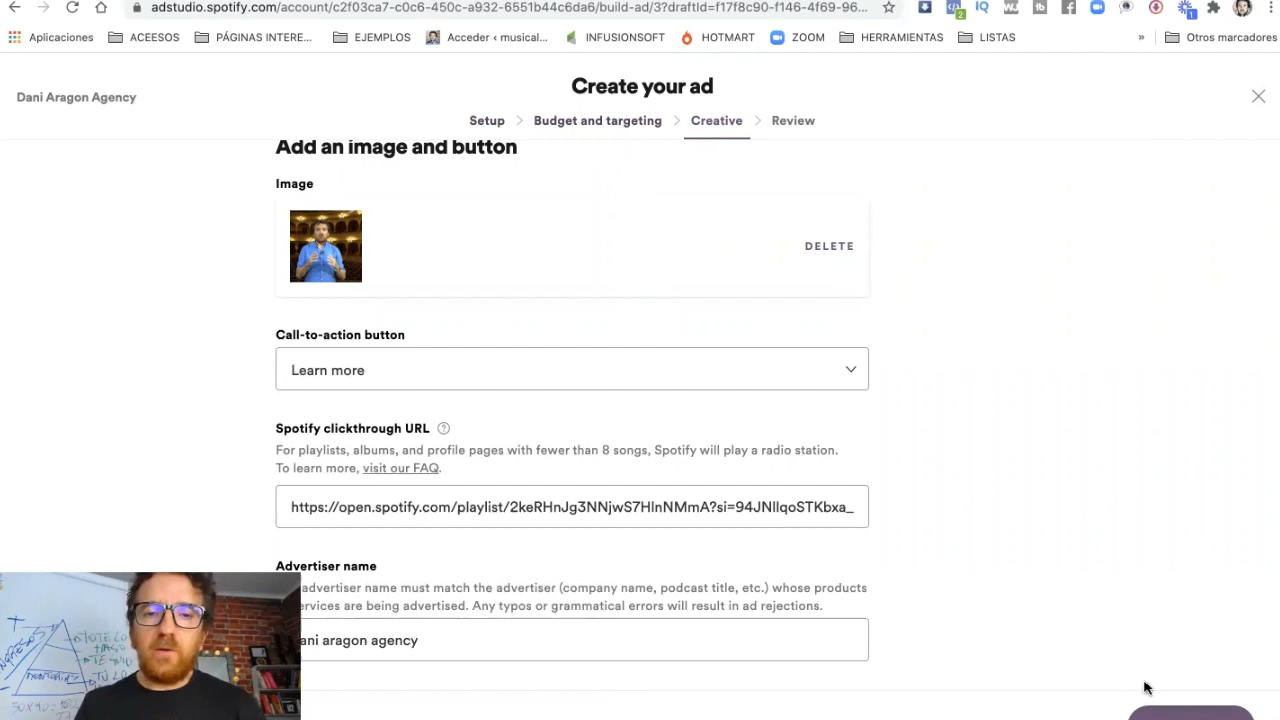 adstudio.spotify.com/account/c2f03ca7-c0c6-450c-a932-6551b44c6da6/build-ad/3?draftId=f17f8c90-f146-4f69-96...
Aplicaciones ACEESOS PÁGINAS INTERE... EJEMPLOS Acceder ‹ musical... INFUSIONSOFT HOTMART ZOOM HERRAMIENTAS LISTAS » Otros marcadores
Create your ad
Dani Aragon Agency
Setup > Budget and targeting > Creative > Review
Add an image and button
Image
DELETE
Call-to-action button
Learn more
Spotify clickthrough URL ?
For playlists, albums, and profile pages with fewer than 8 songs, Spotify will play a radio station.
To learn more, visit our FAQ.
https://open.spotify.com/playlist/2keRHnJg3NNjwS7HlnNMmA?si=94JNllqoSTKbxa_
Advertiser name
advertiser name must match the advertiser (company name, podcast title, etc.) whose products
ervices are being advertised. Any typos or grammatical errors will result in ad rejections.
ani aragon agency